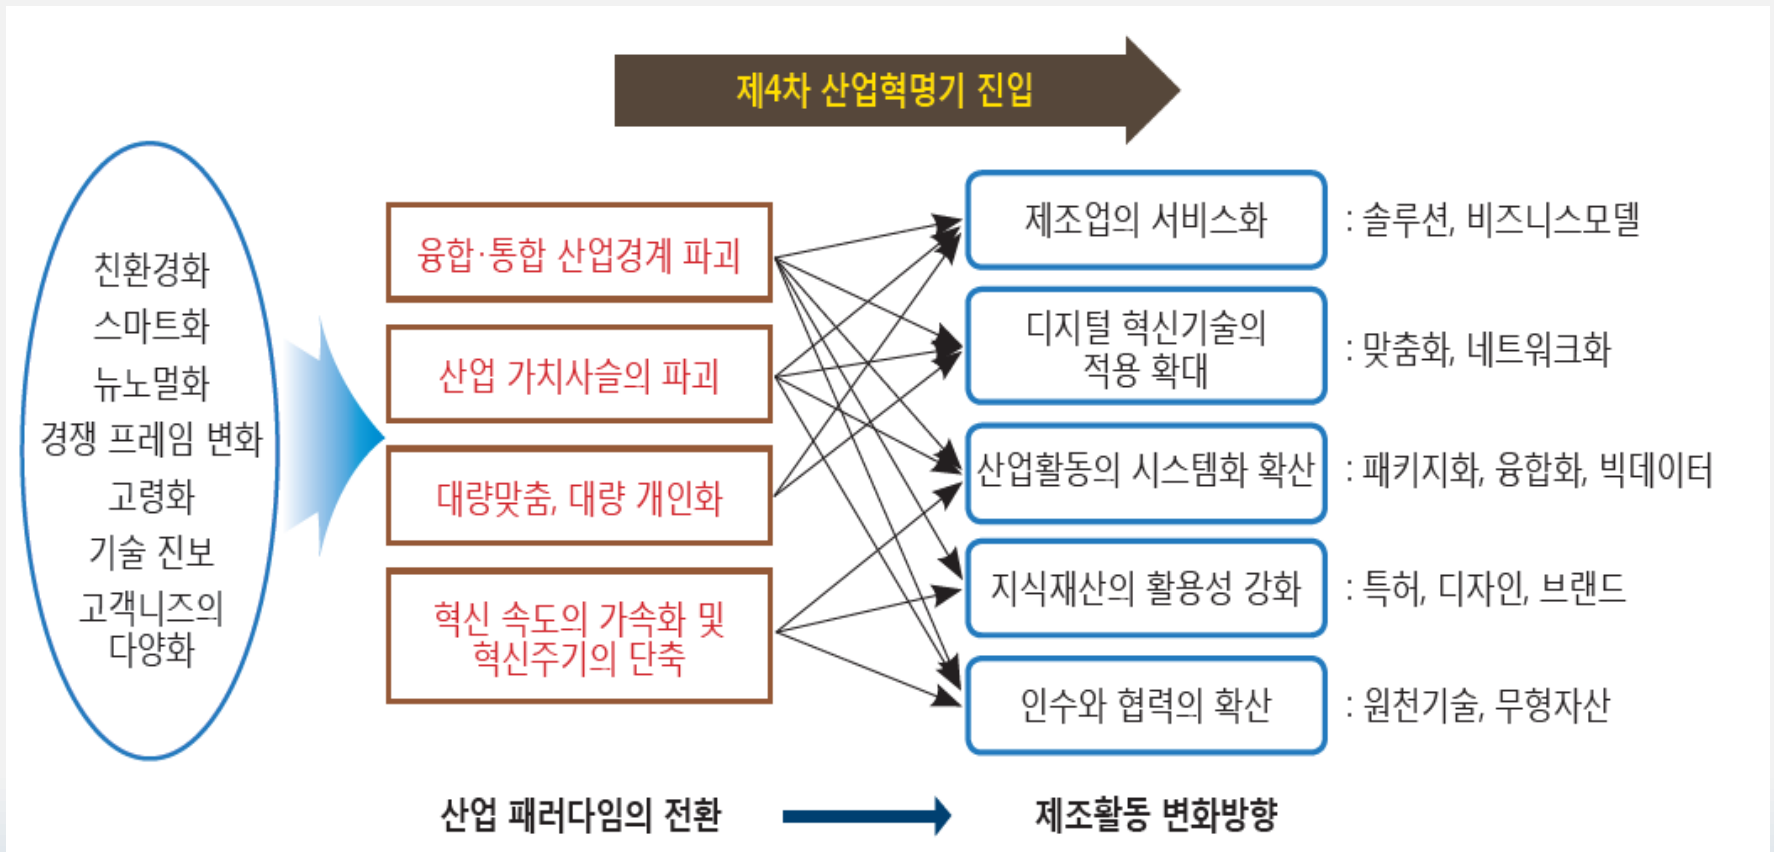 제4차 산업혁명기 진입
친환경화
스마트화
뉴노멀화
경쟁 프레임 변화
고령화
기술 진보
고객니즈의
다양화
융합·통합 산업경계 파괴
산업 가치사슬의 파괴
대량맞춤, 대량 개인화
혁신 속도의 가속화 및
혁신주기의 단축
제조업의 서비스화 : 솔루션, 비즈니스모델
디지털 혁신기술의
적용 확대 : 맞춤화, 네트워크화
산업활동의 시스템화 확산 : 패키지화, 융합화, 빅데이터
지식재산의 활용성 강화 : 특허, 디자인, 브랜드
인수와 협력의 확산 : 원천기술, 무형자산
산업 패러다임의 전환 제조활동 변화방향